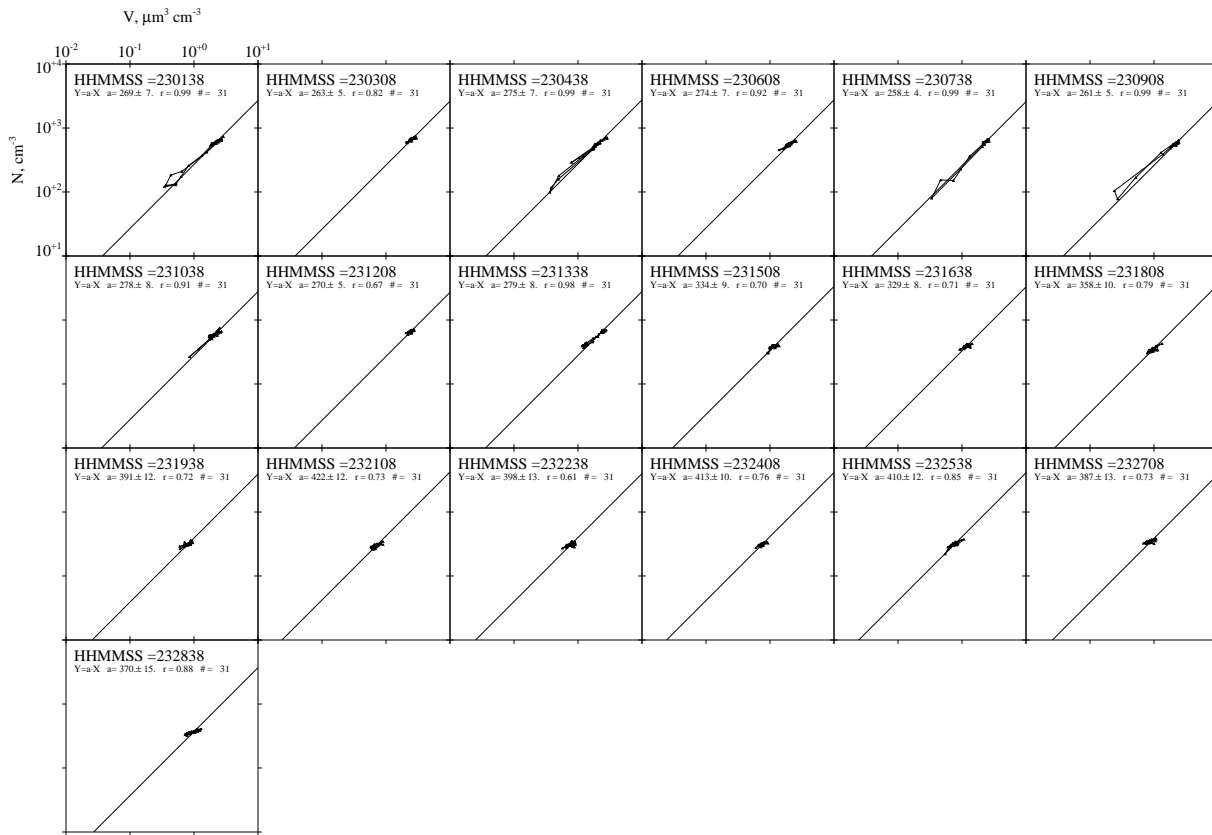 V, μm³ cm⁻³
10⁻² 10⁻¹ 10⁺⁰ 10⁺¹
N, cm⁻³
10⁺⁴
10⁺³
10⁺²
10⁺¹
HHMMSS =230138
Y=a·X a= 269.± 7. r = 0.99 # = 31
HHMMSS =230308
Y=a·X a= 263.± 5. r = 0.82 # = 31
HHMMSS =230438
Y=a·X a= 275.± 7. r = 0.99 # = 31
HHMMSS =230608
Y=a·X a= 274.± 7. r = 0.92 # = 31
HHMMSS =230738
Y=a·X a= 258.± 4. r = 0.99 # = 31
HHMMSS =230908
Y=a·X a= 261.± 5. r = 0.99 # = 31
HHMMSS =231038
Y=a·X a= 278.± 8. r = 0.91 # = 31
HHMMSS =231208
Y=a·X a= 270.± 5. r = 0.67 # = 31
HHMMSS =231338
Y=a·X a= 279.± 8. r = 0.98 # = 31
HHMMSS =231508
Y=a·X a= 334.± 9. r = 0.70 # = 31
HHMMSS =231638
Y=a·X a= 329.± 8. r = 0.71 # = 31
HHMMSS =231808
Y=a·X a= 358.± 10. r = 0.79 # = 31
HHMMSS =231938
Y=a·X a= 391.± 12. r = 0.72 # = 31
HHMMSS =232108
Y=a·X a= 422.± 12. r = 0.73 # = 31
HHMMSS =232238
Y=a·X a= 398.± 13. r = 0.61 # = 31
HHMMSS =232408
Y=a·X a= 413.± 10. r = 0.76 # = 31
HHMMSS =232538
Y=a·X a= 410.± 12. r = 0.85 # = 31
HHMMSS =232708
Y=a·X a= 387.± 13. r = 0.73 # = 31
HHMMSS =232838
Y=a·X a= 370.± 15. r = 0.88 # = 31